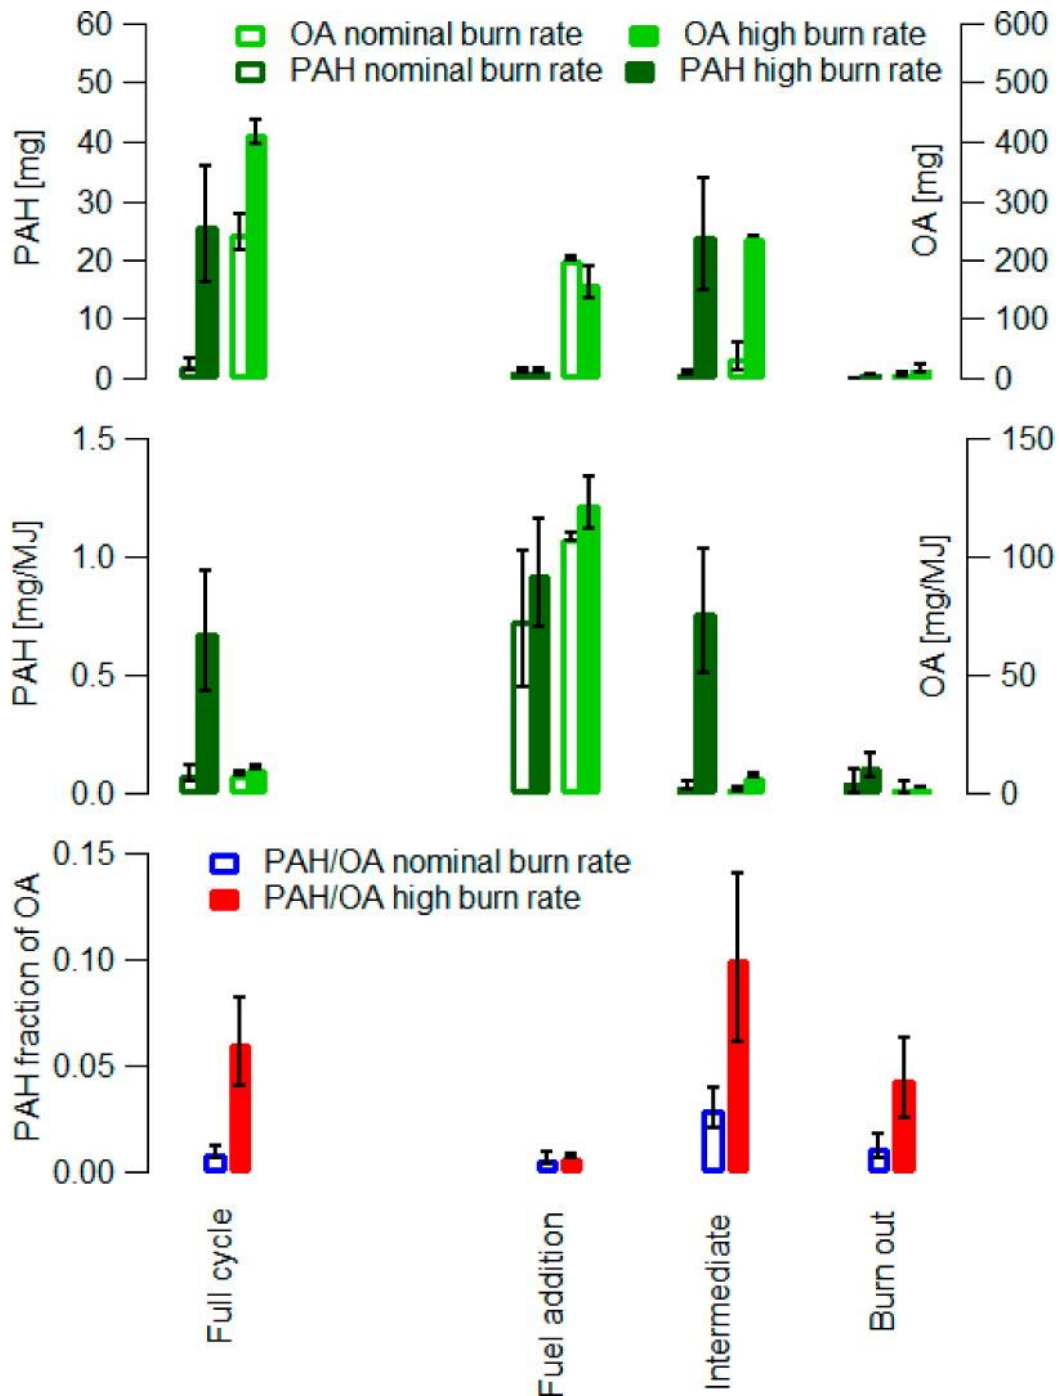 60
50
40
30
20
10
0
PAH [mg]
OA nominal burn rate
OA high burn rate
PAH nominal burn rate
PAH high burn rate
600
500
400
300
200
100
0
OA [mg]
1.5
1.0
0.5
0.0
PAH [mg/MJ]
150
100
50
0
OA [mg/MJ]
0.15
0.10
0.05
0.00
PAH fraction of OA
PAH/OA nominal burn rate
PAH/OA high burn rate
Full cycle
Fuel addition
Intermediate
Burn out